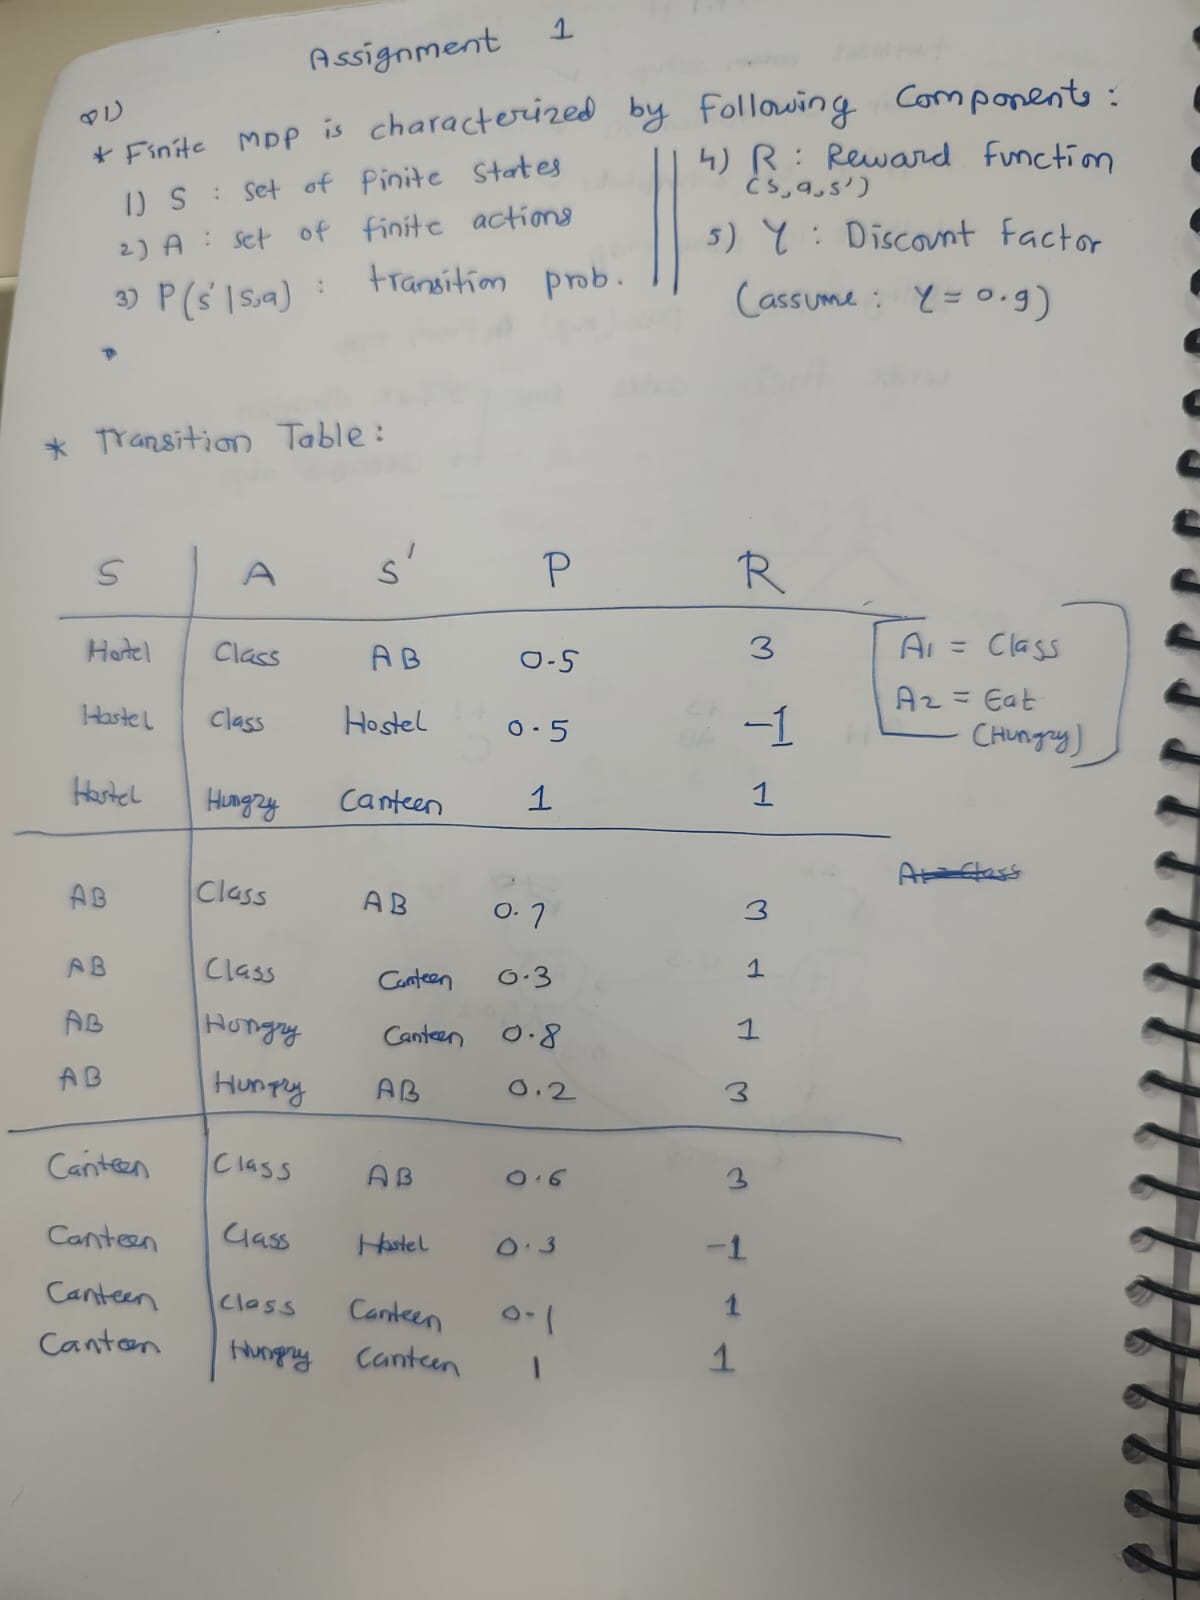 Assignment 1
Q1)
* Finite MDP is characterized by Following Components:
1) S : Set of Finite States
2) A : set of finite actions
3) P(s'|s,a) : transition prob.
4) R : Reward Function
(s,a,s')
5) γ : Discount Factor
(assume : γ = 0.9)
* Transition Table:
S A S' P R
Hostel Class AB 0.5 3
Hostel Class Hostel 0.5 -1
Hostel Hungry Canteen 1 1
A1 = Class
A2 = Eat
(Hungry)
A1 = Class
AB Class AB 0.7 3
AB Class Canteen 0.3 1
AB Hungry Canteen 0.8 1
AB Hungry AB 0.2 3
Canteen Class AB 0.6 3
Canteen Class Hostel 0.3 -1
Canteen Class Canteen 0.1 1
Canteen Hungry Canteen 1 1